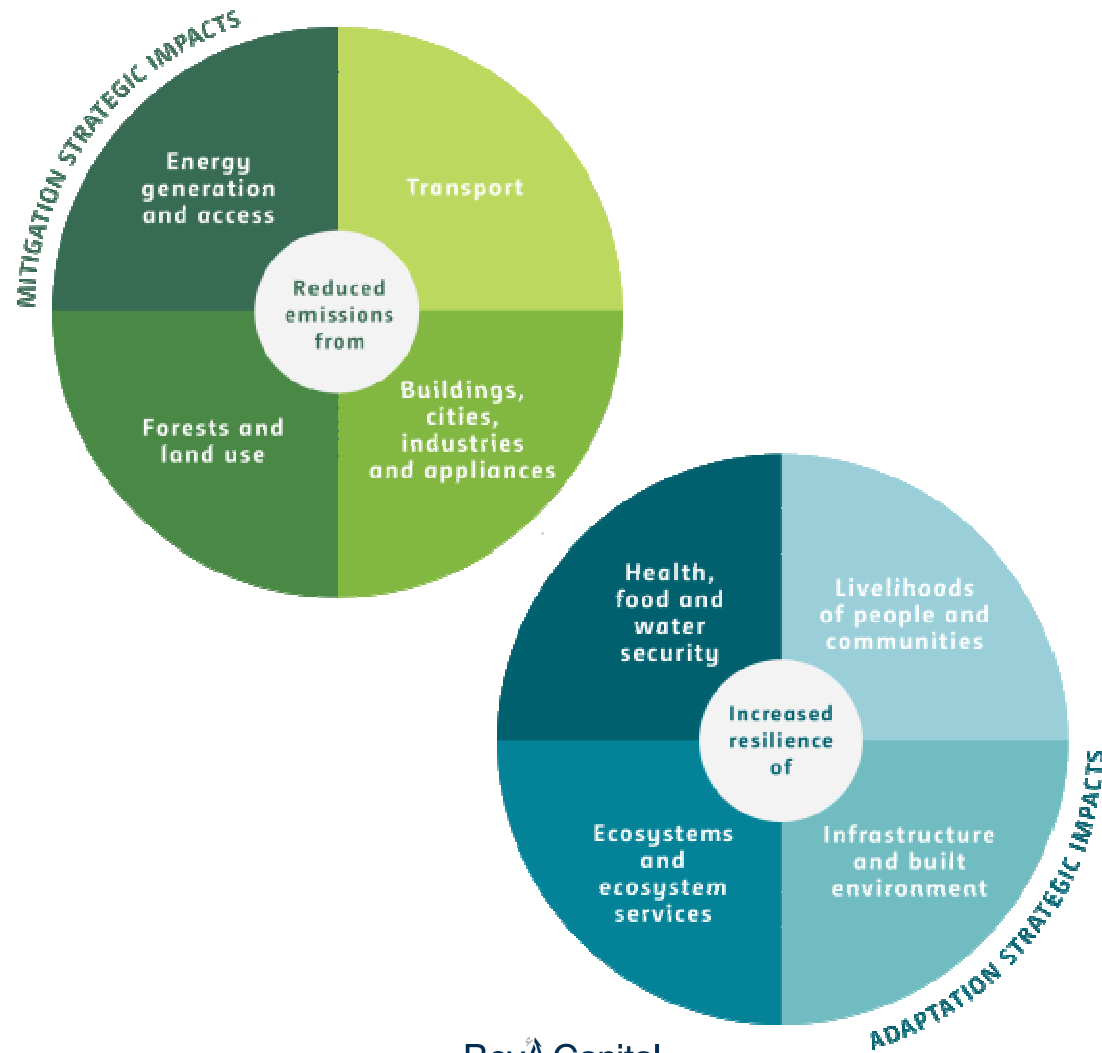 MITIGATION STRATEGIC IMPACTS
Energy
generation
and access
Transport
Reduced
emissions
from
Forests and
land use
Buildings,
cities,
industries
and appliances
Health,
food and
water
security
Livelihoods
of people and
communities
Increased
resilience
of
Ecosystems
and
ecosystem
services
Infrastructure
and built
environment
ADAPTATION STRATEGIC IMPACTS
Capital